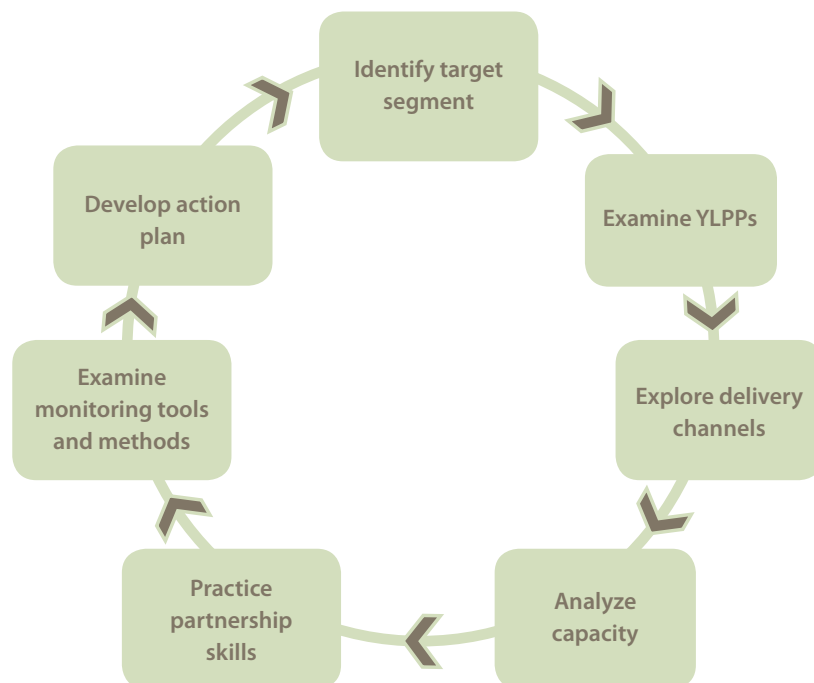 Identify target
segment
Examine YLPPs
Explore delivery
channels
Analyze
capacity
Practice
partnership
skills
Examine
monitoring tools
and methods
Develop action
plan